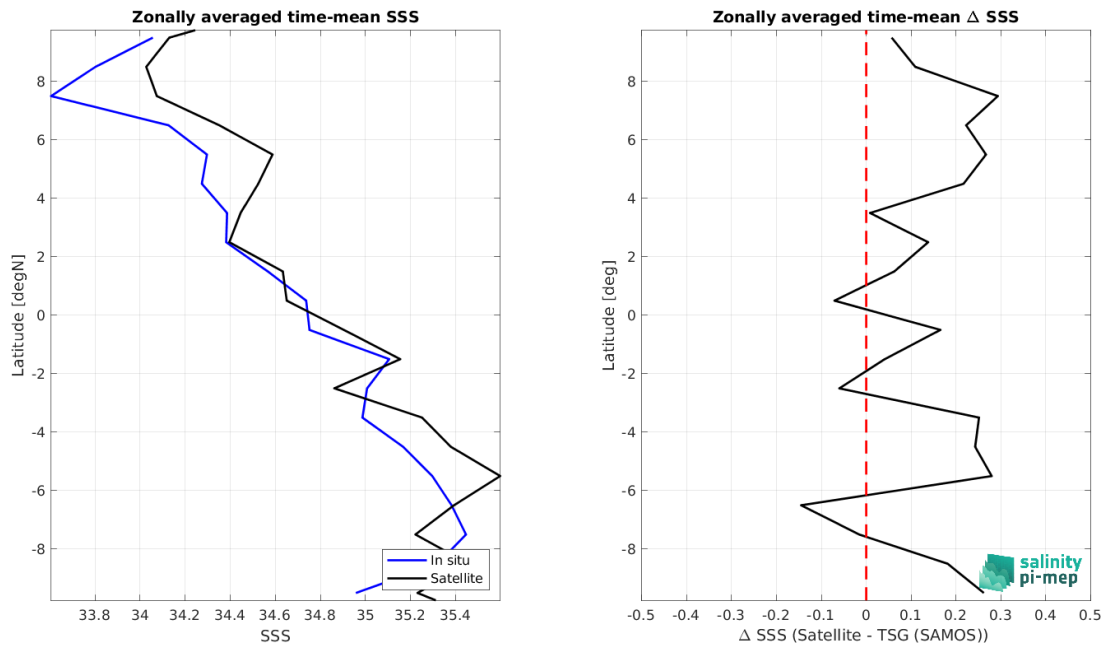 Zonally averaged time-mean SSS
8
6
4
2
0
-2
-4
-6
-8
Latitude [degN]
33.8 34 34.2 34.4 34.6 34.8 35 35.2 35.4
SSS
In situ
Satellite
Zonally averaged time-mean Δ SSS
8
6
4
2
0
-2
-4
-6
-8
Latitude [deg]
-0.5 -0.4 -0.3 -0.2 -0.1 0 0.1 0.2 0.3 0.4 0.5
Δ SSS (Satellite - TSG (SAMOS))
salinity
pi-mep